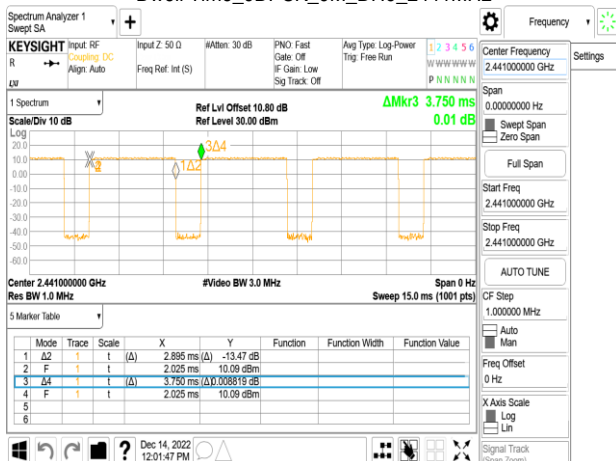 Spectrum Analyzer 1
Swept SA
+
Frequency
KEYSIGHT
R
Input: RF
Coupling: DC
Align: Auto
Input Z: 50 Ω
Freq Ref: Int (S)
#Atten: 30 dB
PNO: Fast
Gate: Off
IF Gain: Low
Sig Track: Off
Avg Type: Log-Power
Trig: Free Run
1 2 3 4 5 6
W W W W W W
P N N N N N
1 Spectrum
Scale/Div 10 dB
Ref Lvl Offset 10.80 dB
Ref Level 30.00 dBm
ΔMkr3 3.750 ms
0.01 dB
Log
20.0
10.0
0.00
-10.0
-20.0
-30.0
-40.0
-50.0
-60.0
3Δ4
1Δ2
Center 2.441000000 GHz
Res BW 1.0 MHz
#Video BW 3.0 MHz
Span 0 Hz
Sweep 15.0 ms (1001 pts)
5 Marker Table
Mode Trace Scale X Y Function Function Width Function Value
1 Δ2 1 t (Δ) 2.895 ms (Δ) -13.47 dB
2 F 1 t 2.025 ms 10.09 dBm
3 Δ4 1 t (Δ) 3.750 ms (Δ) 0.008819 dB
4 F 1 t 2.025 ms 10.09 dBm
5
6
?
Dec 14, 2022
12:01:47 PM
Center Frequency
2.441000000 GHz
Settings
Span
0.00000000 Hz
Swept Span
Zero Span
Full Span
Start Freq
2.441000000 GHz
Stop Freq
2.441000000 GHz
AUTO TUNE
CF Step
1.000000 MHz
Auto
Man
Freq Offset
0 Hz
X Axis Scale
Log
Lin
Signal Track
(Span Zoom)